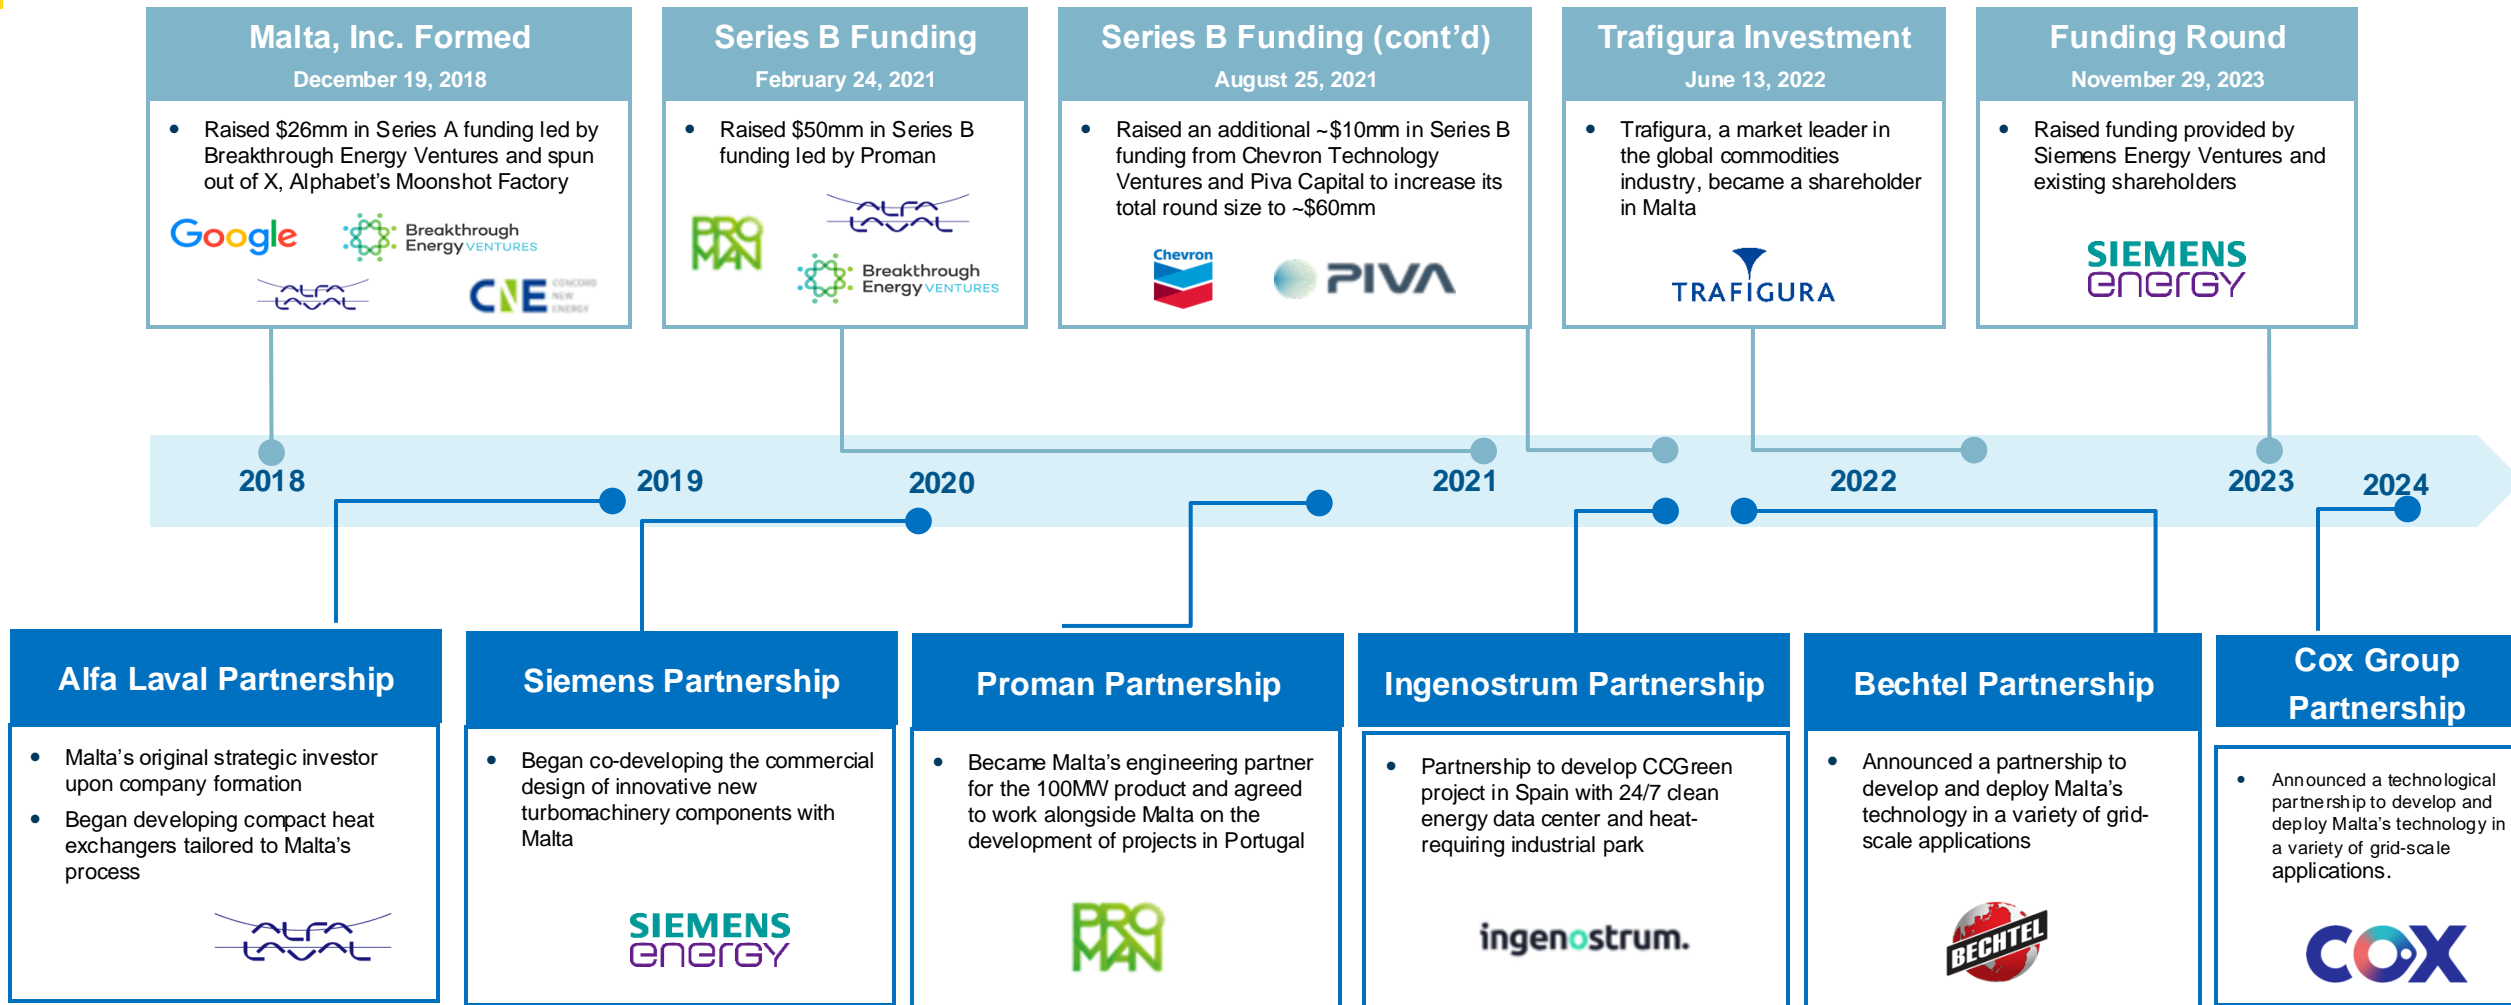 Malta, Inc. Formed
December 19, 2018
• Raised $26mm in Series A funding led by
Breakthrough Energy Ventures and spun
out of X, Alphabet’s Moonshot Factory
Google
Breakthrough
Energy VENTURES
ALFA
LAVAL
CNE
CONCORD
NEW
ENERGY
Series B Funding
February 24, 2021
• Raised $50mm in Series B
funding led by Proman
PRO
MAN
ALFA
LAVAL
Breakthrough
Energy VENTURES
Series B Funding (cont’d)
August 25, 2021
• Raised an additional ~$10mm in Series B
funding from Chevron Technology
Ventures and Piva Capital to increase its
total round size to ~$60mm
Chevron
PIVA
Trafigura Investment
June 13, 2022
• Trafigura, a market leader in
the global commodities
industry, became a shareholder
in Malta
TRAFIGURA
Funding Round
November 29, 2023
• Raised funding provided by
Siemens Energy Ventures and
existing shareholders
SIEMENS
energy
2018
2019
2020
2021
2022
2023
2024
Alfa Laval Partnership
• Malta’s original strategic investor
upon company formation
• Began developing compact heat
exchangers tailored to Malta’s
process
ALFA
LAVAL
Siemens Partnership
• Began co-developing the commercial
design of innovative new
turbomachinery components with
Malta
SIEMENS
energy
Proman Partnership
• Became Malta’s engineering partner
for the 100MW product and agreed
to work alongside Malta on the
development of projects in Portugal
PRO
MAN
Ingenostrum Partnership
• Partnership to develop CCGreen
project in Spain with 24/7 clean
energy data center and heat-
requiring industrial park
ingenostrum.
Bechtel Partnership
• Announced a partnership to
develop and deploy Malta’s
technology in a variety of grid-
scale applications
BECHTEL
Cox Group
Partnership
• Announced a technological
partnership to develop and
deploy Malta’s technology in
a variety of grid-scale
applications.
COX